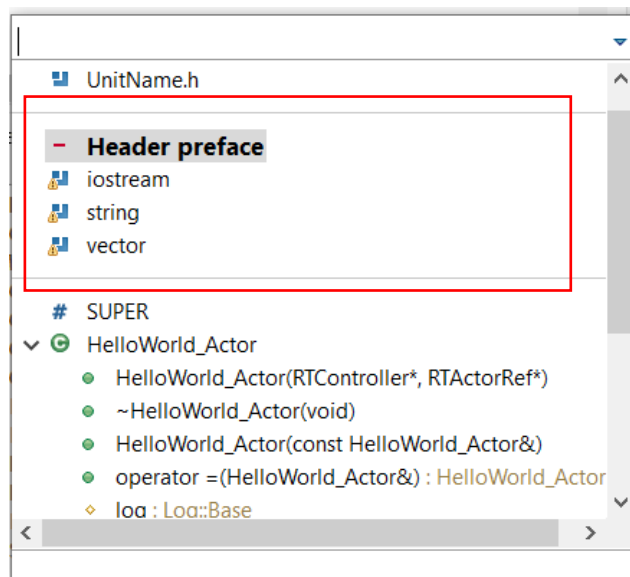 UnitName.h
Header preface
iostream
string
vector
# SUPER
HelloWorld_Actor
HelloWorld_Actor(RTController*, RTActorRef*)
~HelloWorld_Actor(void)
HelloWorld_Actor(const HelloWorld_Actor&)
operator =(HelloWorld_Actor&) : HelloWorld_Actor
log : Log::Base